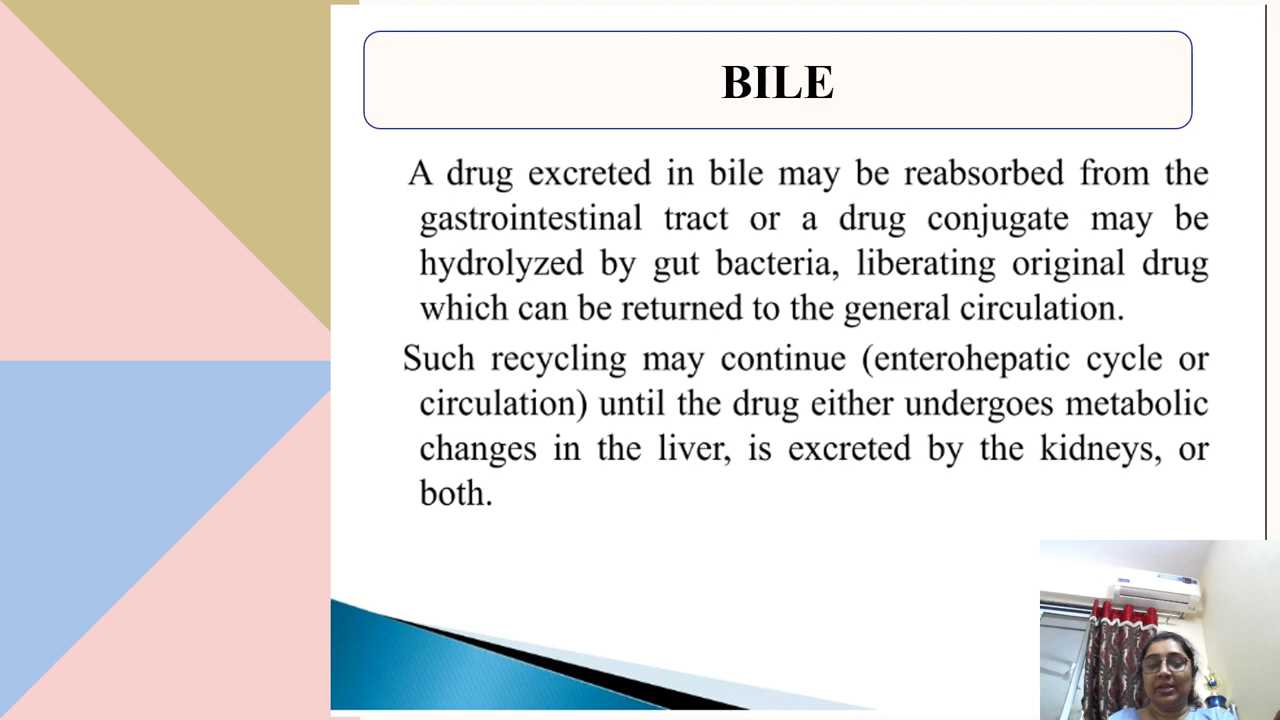 BILE
A drug excreted in bile may be reabsorbed from the
gastrointestinal tract or a drug conjugate may be
hydrolyzed by gut bacteria, liberating original drug
which can be returned to the general circulation.
Such recycling may continue (enterohepatic cycle or
circulation) until the drug either undergoes metabolic
changes in the liver, is excreted by the kidneys, or
both.